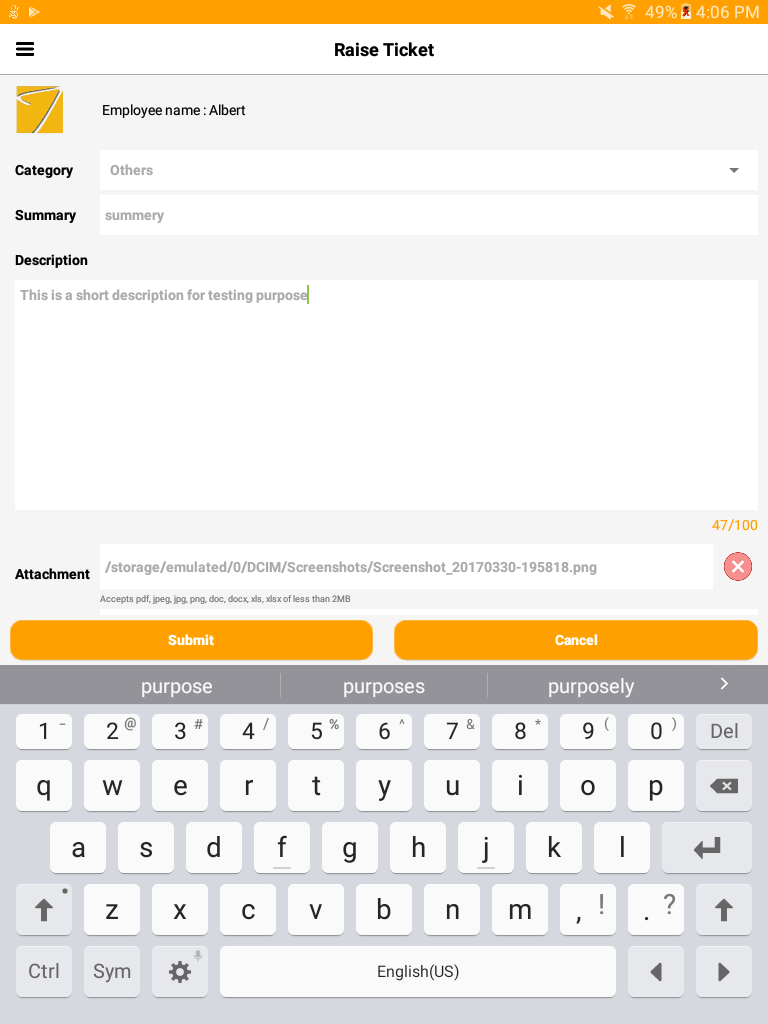 49% 4:06 PM
Raise Ticket
Employee name : Albert
Category Others
Summary summery
Description
This is a short description for testing purpose
47/100
Attachment /storage/emulated/0/DCIM/Screenshots/Screenshot_20170330-195818.png
Accepts pdf, jpeg, jpg, png, doc, docx, xls, xlsx of less than 2MB
Submit Cancel
purpose purposes purposely
1 - 2 @ 3 # 4 / 5 % 6 ^ 7 & 8 * 9 ( 0 ) Del
q w e r t y u i o p
a s d f g h j k l
z x c v b n m , ! . ?
Ctrl Sym English(US)